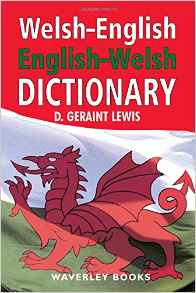 Welsh–English
English–Welsh
DICTIONARY
D. GERAINT LEWIS
WAVERLEY BOOKS